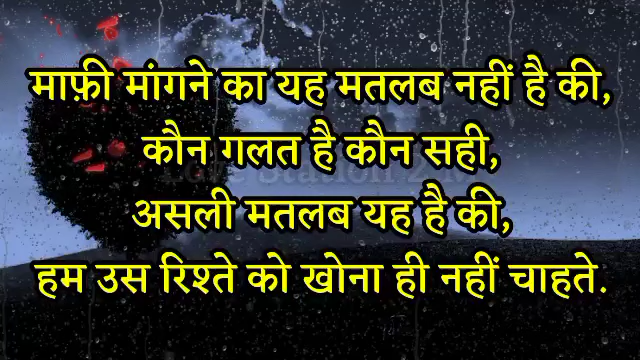 माफ़ी मांगने का यह मतलब नहीं है की,
कौन गलत है कौन सही,
असली मतलब यह है की,
हम उस रिश्ते को खोना ही नहीं चाहते.